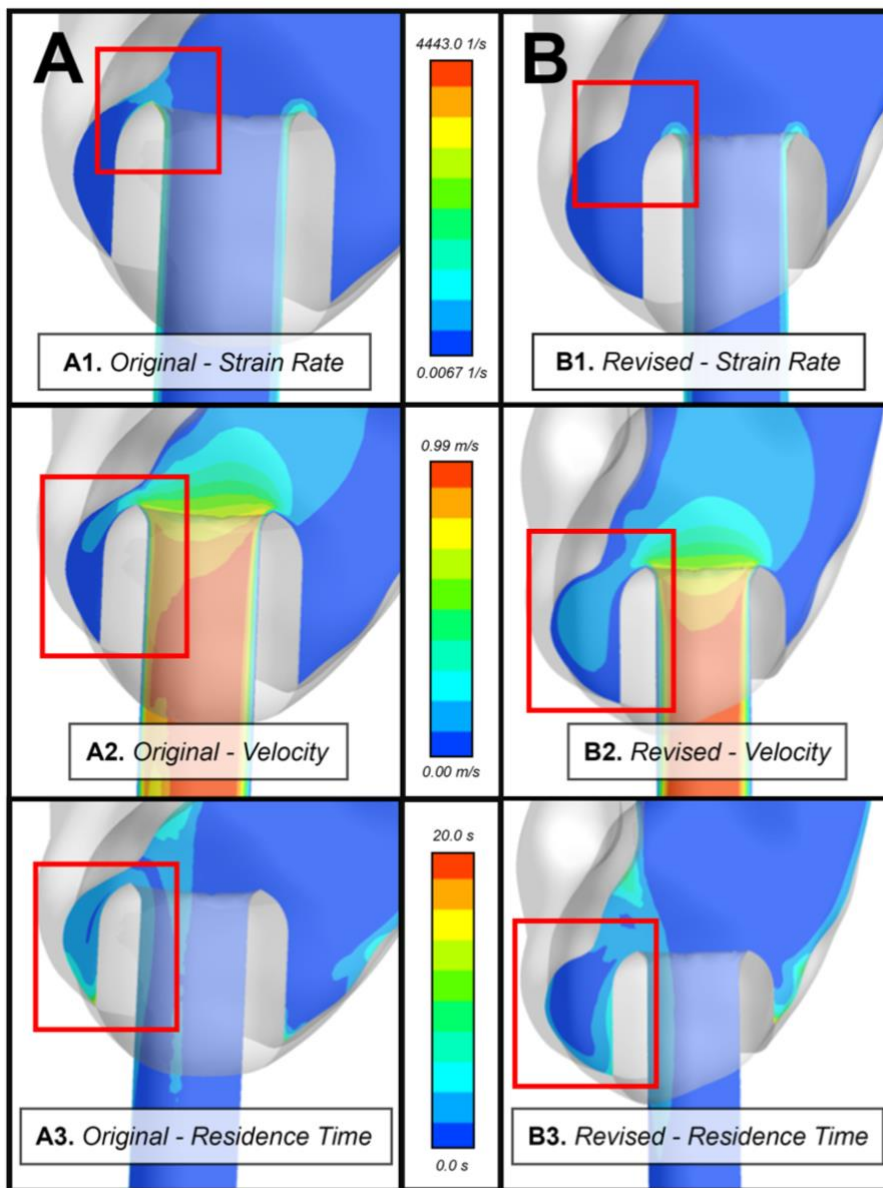 A
4443.0 1/s
B
A1. Original - Strain Rate
0.0067 1/s
B1. Revised - Strain Rate
0.99 m/s
A2. Original - Velocity
0.00 m/s
B2. Revised - Velocity
20.0 s
A3. Original - Residence Time
0.0 s
B3. Revised - Residence Time